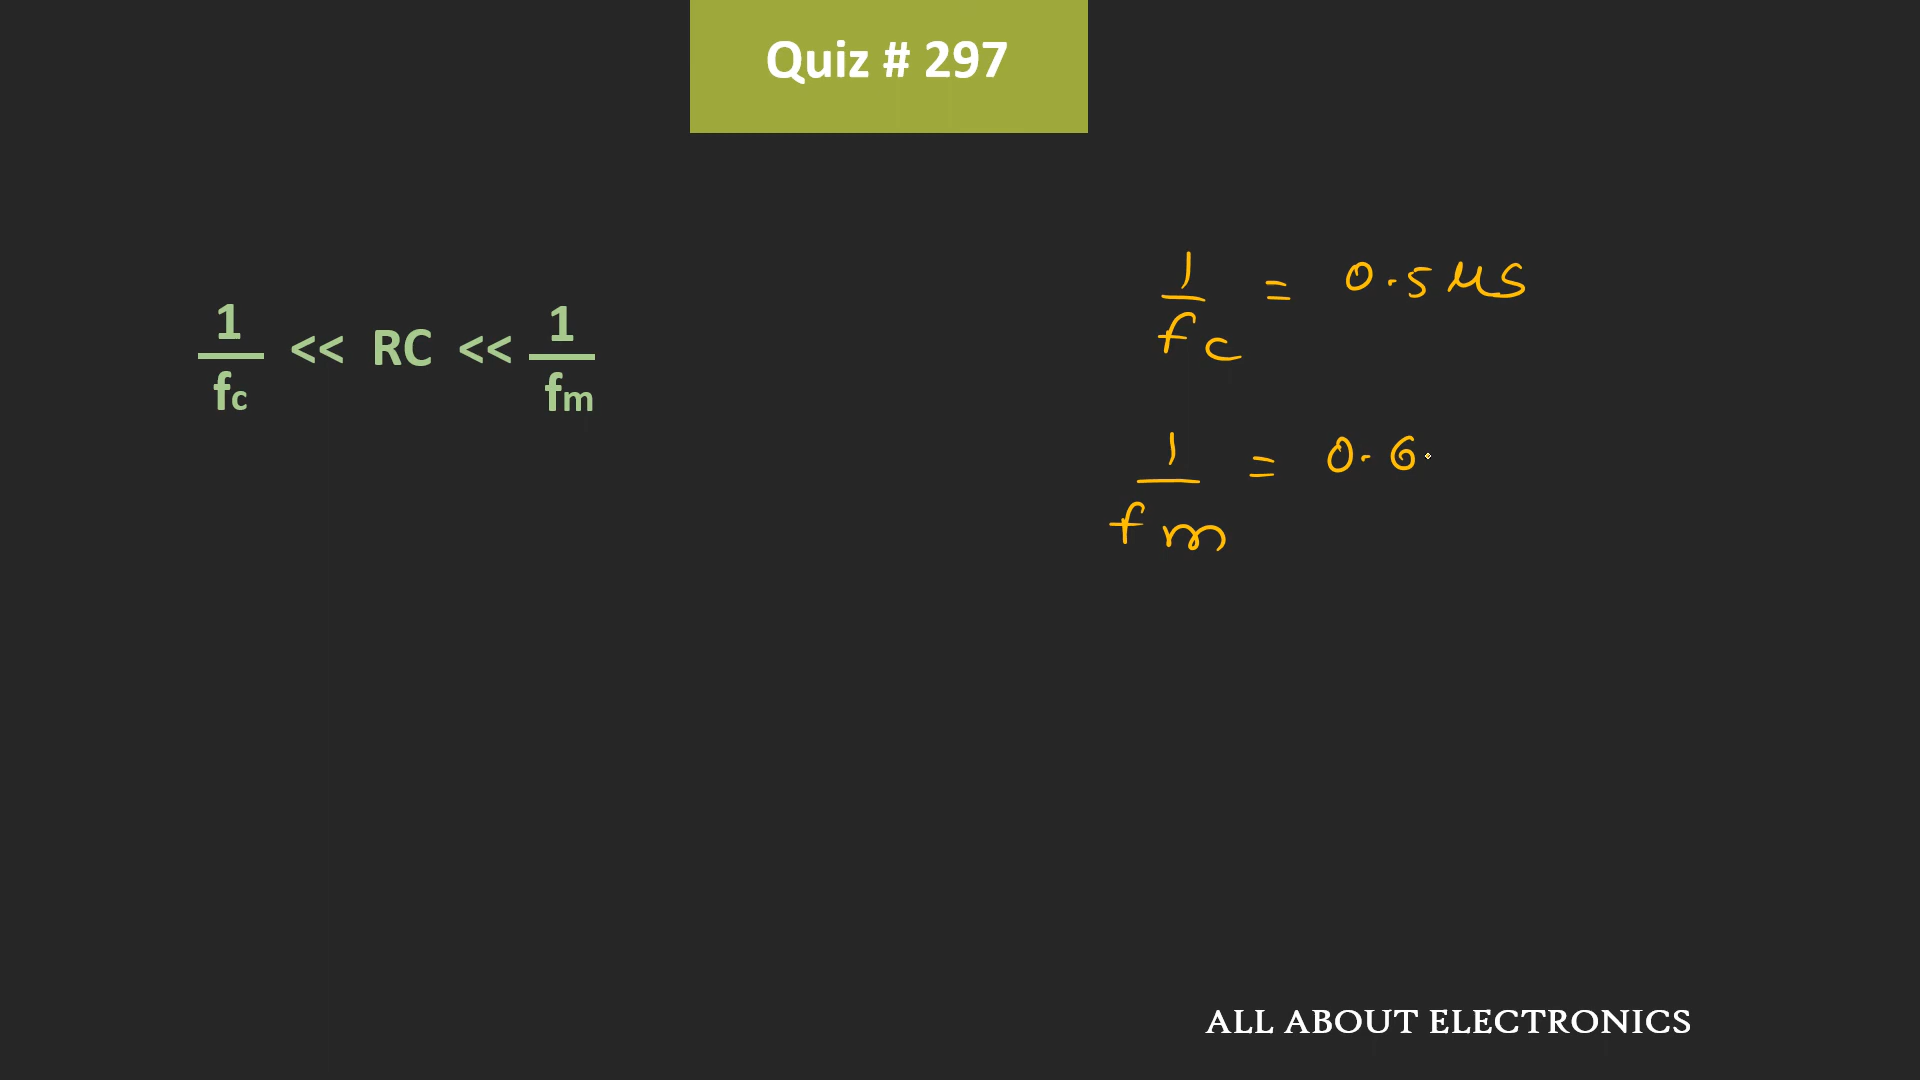 Quiz # 297
1/fc << RC << 1/fm
1/fc = 0.5 μs
1/fm = 0.6
ALL ABOUT ELECTRONICS